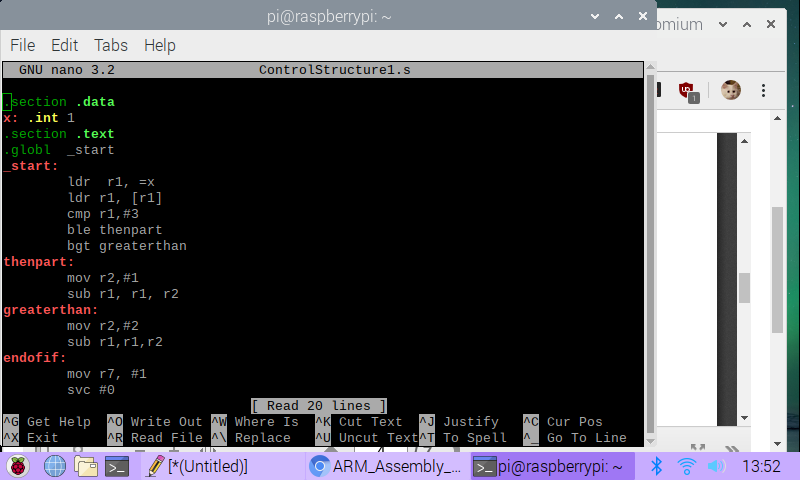 pi@raspberrypi: ~
omium
File Edit Tabs Help
GNU nano 3.2 ControlStructure1.s
.section .data
x: .int 1
.section .text
.globl _start
_start:
ldr r1, =x
ldr r1, [r1]
cmp r1,#3
ble thenpart
bgt greaterthan
thenpart:
mov r2,#1
sub r1, r1, r2
greaterthan:
mov r2,#2
sub r1,r1,r2
endofif:
mov r7, #1
svc #0
[ Read 20 lines ]
^G Get Help ^O Write Out ^W Where Is ^K Cut Text ^J Justify ^C Cur Pos
^X Exit ^R Read File ^\ Replace ^U Uncut Text ^T To Spell ^_ Go To Line
[*(Untitled)] ARM_Assembly_... pi@raspberrypi: ~ 13:52
1